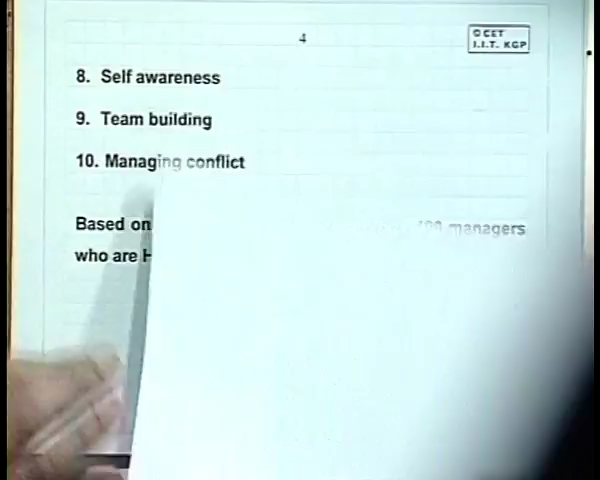 4
© CET
I.I.T. KGP
8. Self awareness
9. Team building
10. Managing conflict
Based on managers
who are